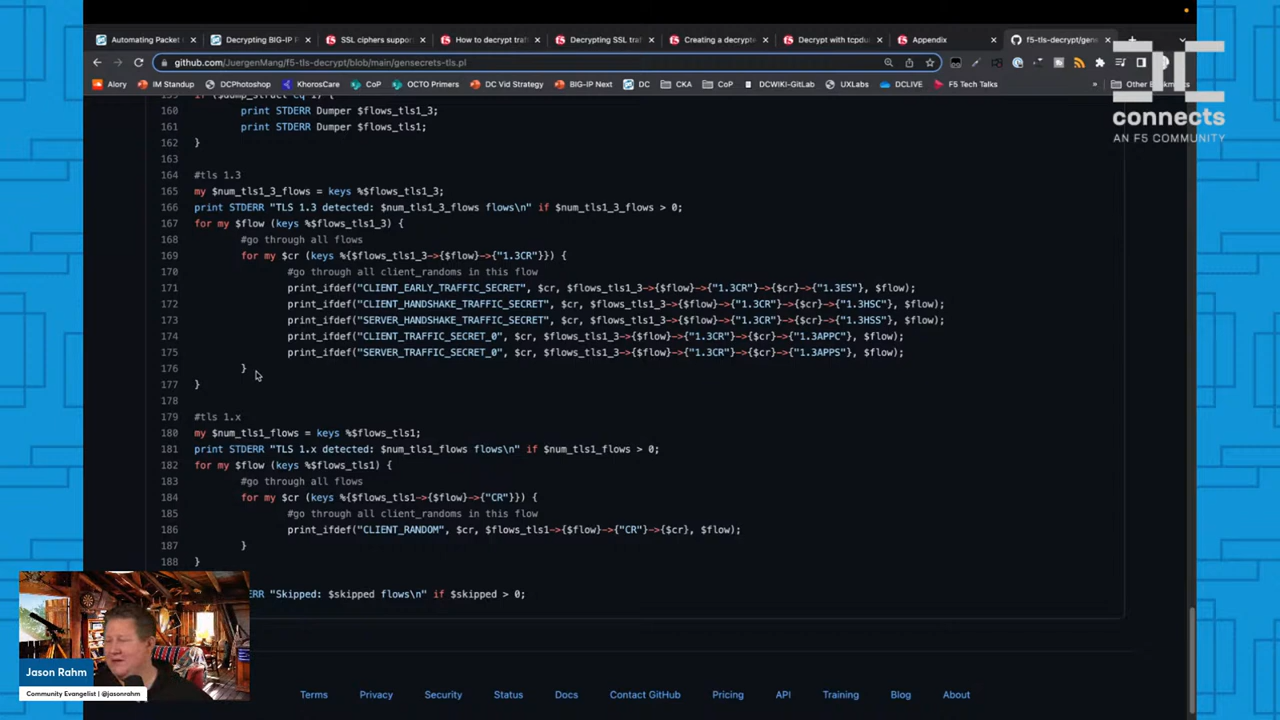 Automating Packet
Decrypting BIG-IP P
SSL ciphers support
How to decrypt traf
Decrypting SSL traf
Creating a decrypte
Decrypt with tcpdu
Appendix
f5-tls-decrypt/gens
github.com/JuergenMang/f5-tls-decrypt/blob/main/gensecrets-tls.pl
Alory
IM Standup
DCPhotoshop
KhorosCare
CoP
OCTO Primers
DC Vid Strategy
BIG-IP Next
DC
CKA
CoP
DCWIKI-GitLab
UXLabs
DCLIVE
F5 Tech Talks
Other
connects
AN F5 COMMUNITY
160 print STDERR Dumper $flows_tls1_3;
161 print STDERR Dumper $flows_tls1;
162 }
163
164 #tls 1.3
165 my $num_tls1_3_flows = keys %$flows_tls1_3;
166 print STDERR "TLS 1.3 detected: $num_tls1_3_flows flows\n" if $num_tls1_3_flows > 0;
167 for my $flow (keys %$flows_tls1_3) {
168 #go through all flows
169 for my $cr (keys %{$flows_tls1_3->{$flow}->{"1.3CR"}}) {
170 #go through all client_randoms in this flow
171 print_ifdef("CLIENT_EARLY_TRAFFIC_SECRET", $cr, $flows_tls1_3->{$flow}->{"1.3CR"}->{$cr}->{"1.3ES"}, $flow);
172 print_ifdef("CLIENT_HANDSHAKE_TRAFFIC_SECRET", $cr, $flows_tls1_3->{$flow}->{"1.3CR"}->{$cr}->{"1.3HSC"}, $flow);
173 print_ifdef("SERVER_HANDSHAKE_TRAFFIC_SECRET", $cr, $flows_tls1_3->{$flow}->{"1.3CR"}->{$cr}->{"1.3HSS"}, $flow);
174 print_ifdef("CLIENT_TRAFFIC_SECRET_0", $cr, $flows_tls1_3->{$flow}->{"1.3CR"}->{$cr}->{"1.3APPC"}, $flow);
175 print_ifdef("SERVER_TRAFFIC_SECRET_0", $cr, $flows_tls1_3->{$flow}->{"1.3CR"}->{$cr}->{"1.3APPS"}, $flow);
176 }
177 }
178
179 #tls 1.x
180 my $num_tls1_flows = keys %$flows_tls1;
181 print STDERR "TLS 1.x detected: $num_tls1_flows flows\n" if $num_tls1_flows > 0;
182 for my $flow (keys %$flows_tls1) {
183 #go through all flows
184 for my $cr (keys %{$flows_tls1->{$flow}->{"CR"}}) {
185 #go through all client_randoms in this flow
186 print_ifdef("CLIENT_RANDOM", $cr, $flows_tls1->{$flow}->{"CR"}->{$cr}, $flow);
187 }
188 }
"Skipped: $skipped flows\n" if $skipped > 0;
Jason Rahm
Community Evangelist | @jasonrahm
Terms
Privacy
Security
Status
Docs
Contact GitHub
Pricing
API
Training
Blog
About